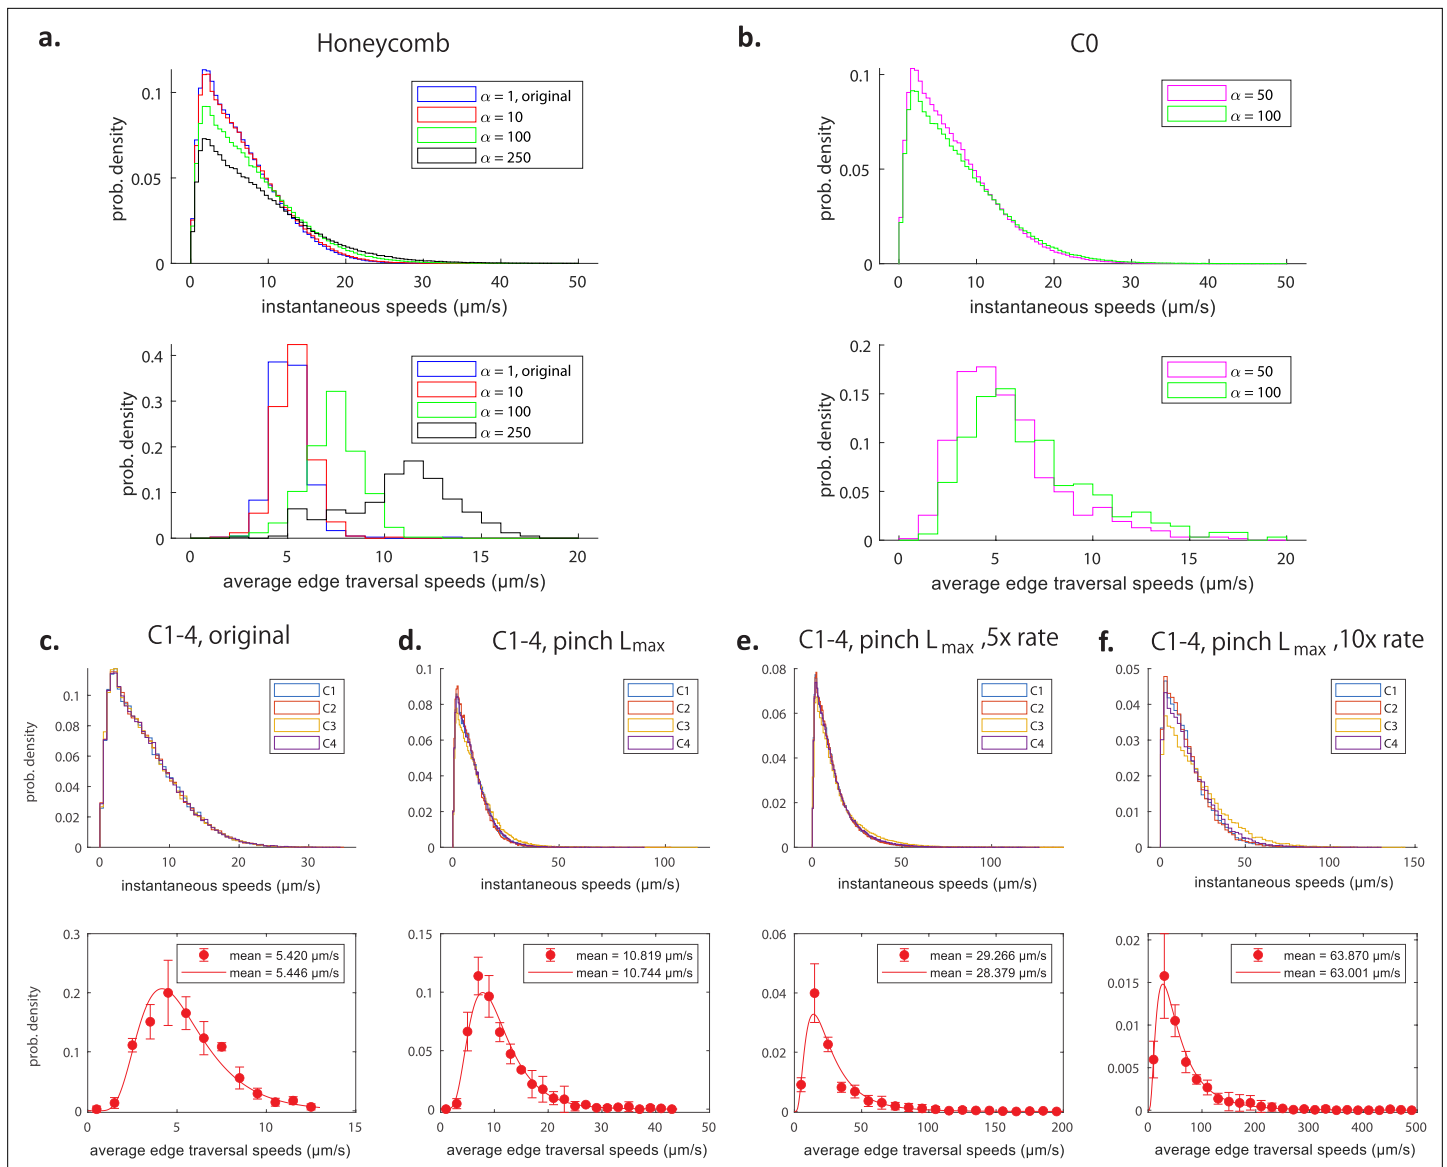 a.
Honeycomb
prob. density
0.1
0.05
0
α = 1, original
α = 10
α = 100
α = 250
0 10 20 30 40 50
instantaneous speeds (µm/s)
prob. density
0.4
0.3
0.2
0.1
0
α = 1, original
α = 10
α = 100
α = 250
0 5 10 15 20
average edge traversal speeds (µm/s)
b.
C0
prob. density
0.1
0.05
0
α = 50
α = 100
0 10 20 30 40 50
instantaneous speeds (µm/s)
prob. density
0.2
0.15
0.1
0.05
0
α = 50
α = 100
0 5 10 15 20
average edge traversal speeds (µm/s)
c.
C1-4, original
prob. density
0.1
0.08
0.06
0.04
0.02
0
C1
C2
C3
C4
0 10 20 30
instantaneous speeds (µm/s)
prob. density
0.3
0.2
0.1
0
mean = 5.420 µm/s
mean = 5.446 µm/s
0 5 10 15
average edge traversal speeds (µm/s)
d.
C1-4, pinch Lmax
0.1
0.08
0.06
0.04
0.02
0
C1
C2
C3
C4
0 50 100
instantaneous speeds (µm/s)
0.15
0.10
0.05
0
mean = 10.819 µm/s
mean = 10.744 µm/s
0 10 20 30 40 50
average edge traversal speeds (µm/s)
e.
C1-4, pinch L max ,5x rate
0.08
0.06
0.04
0.02
0
C1
C2
C3
C4
0 50 100
instantaneous speeds (µm/s)
0.06
0.04
0.02
0
mean = 29.266 µm/s
mean = 28.379 µm/s
0 50 100 150 200
average edge traversal speeds (µm/s)
f.
C1-4, pinch L max ,10x rate
0.05
0.04
0.03
0.02
0.01
0
C1
C2
C3
C4
0 50 100 150
instantaneous speeds (µm/s)
0.02
0.015
0.01
0.005
0
mean = 63.870 µm/s
mean = 63.001 µm/s
0 100 200 300 400 500
average edge traversal speeds (µm/s)